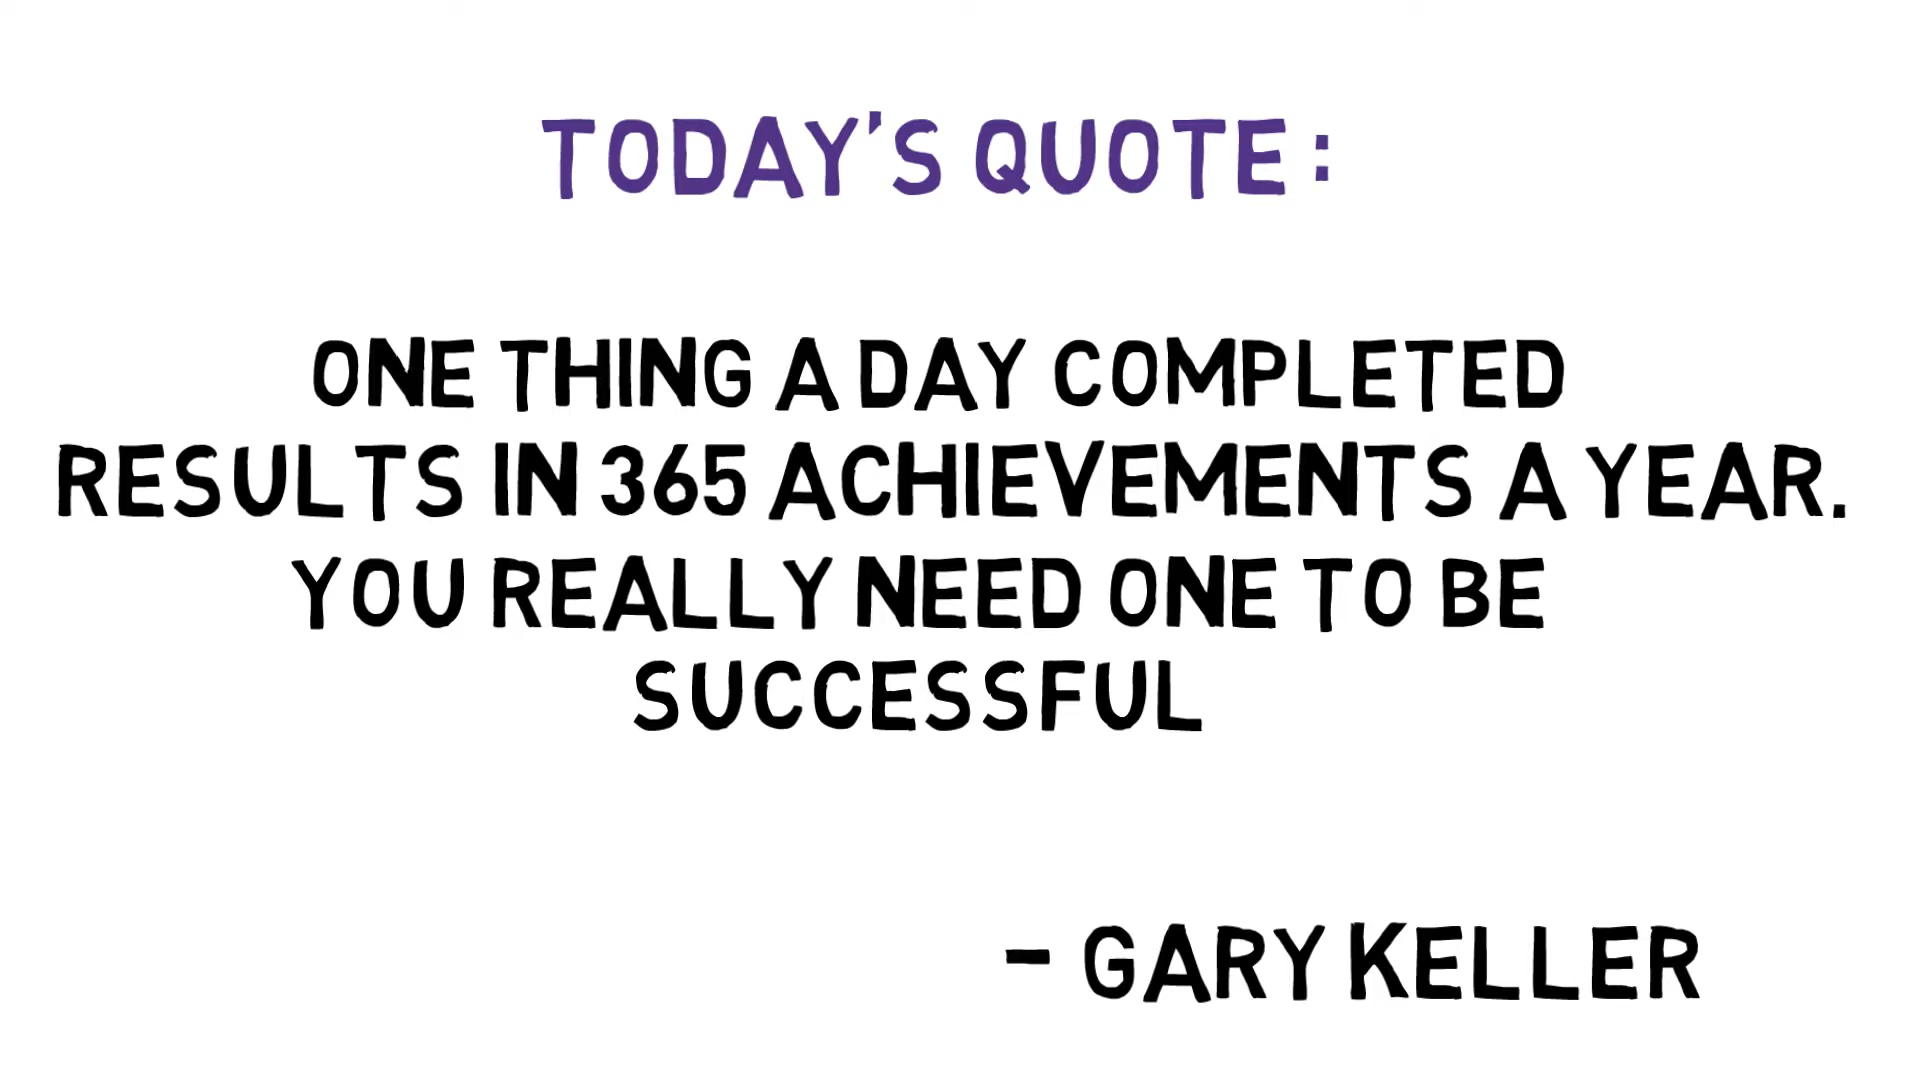 TODAY'S QUOTE :
ONE THING A DAY COMPLETED
RESULTS IN 365 ACHIEVEMENTS A YEAR.
YOU REALLY NEED ONE TO BE
SUCCESSFUL
- GARY KELLER